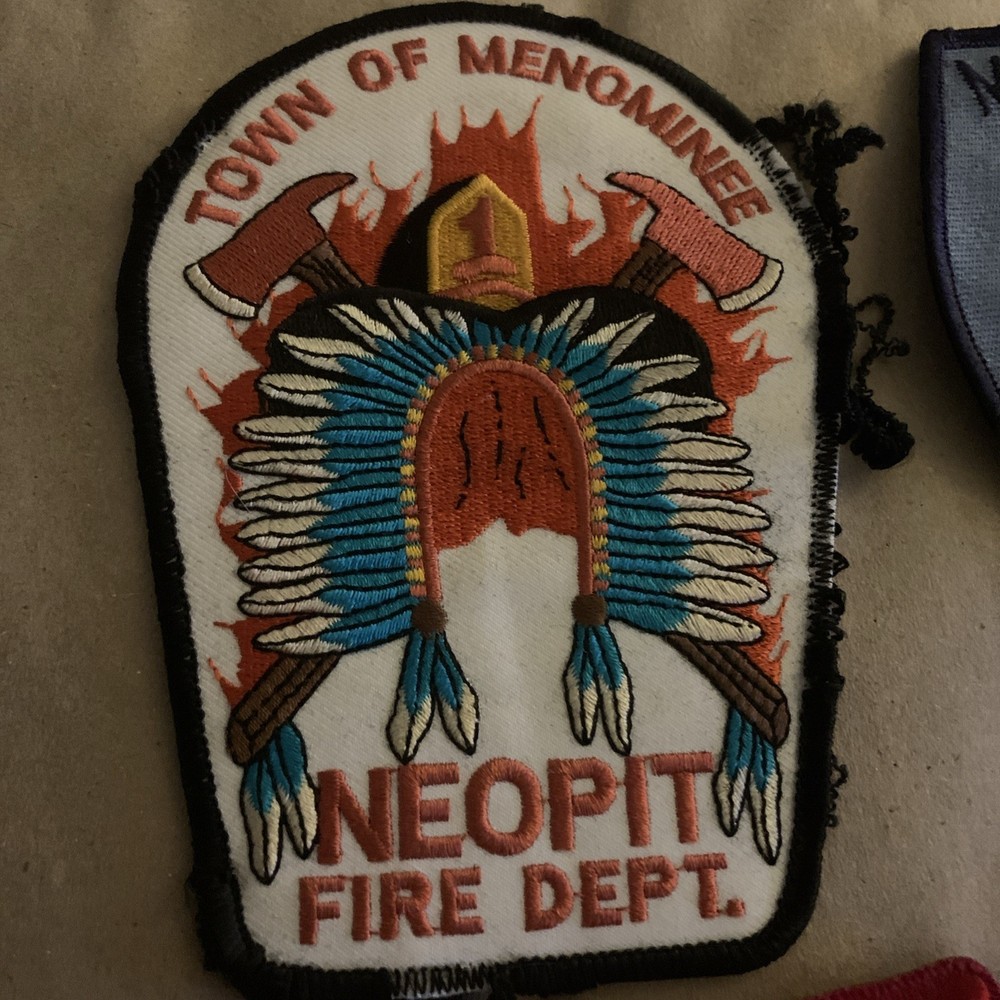 TOWN OF MENOMINEE
1
NEOPIT
FIRE DEPT.